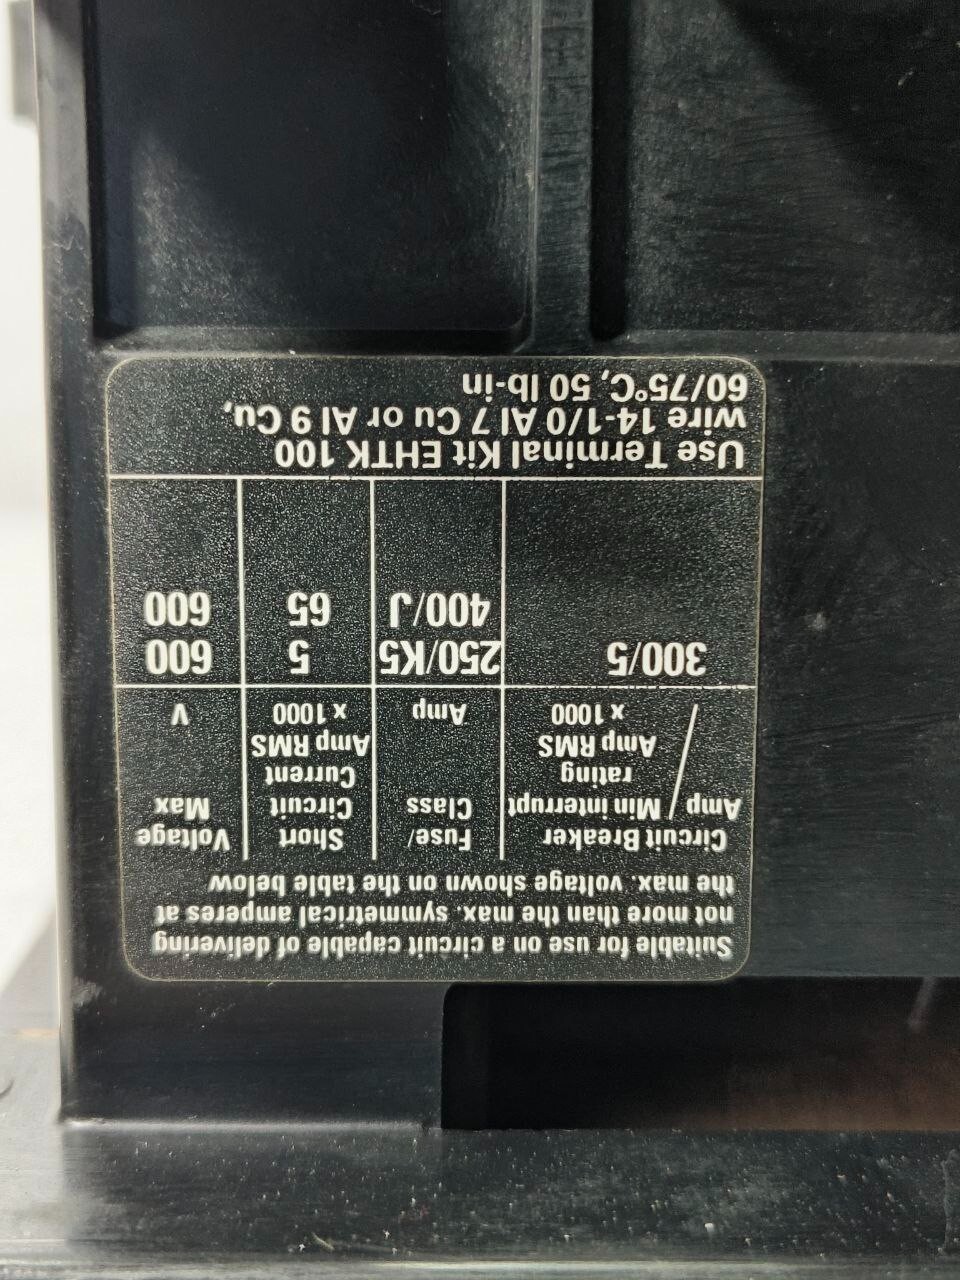 Suitable for use on a circuit capable of delivering
not more than the max. symmetrical amperes at
the max. voltage shown on the table below
Circuit Breaker Fuse/ Short Voltage
Amp / Min interrupt Class Circuit Max
rating Current
Amp RMS Amp RMS
x 1000 Amp x 1000 V
300/5 250/K5 5 600
400/J 65 600
Use Terminal Kit EHTK 100
wire 14-1/0 Al 7 Cu or Al 9 Cu,
60/75°C, 50 lb-in